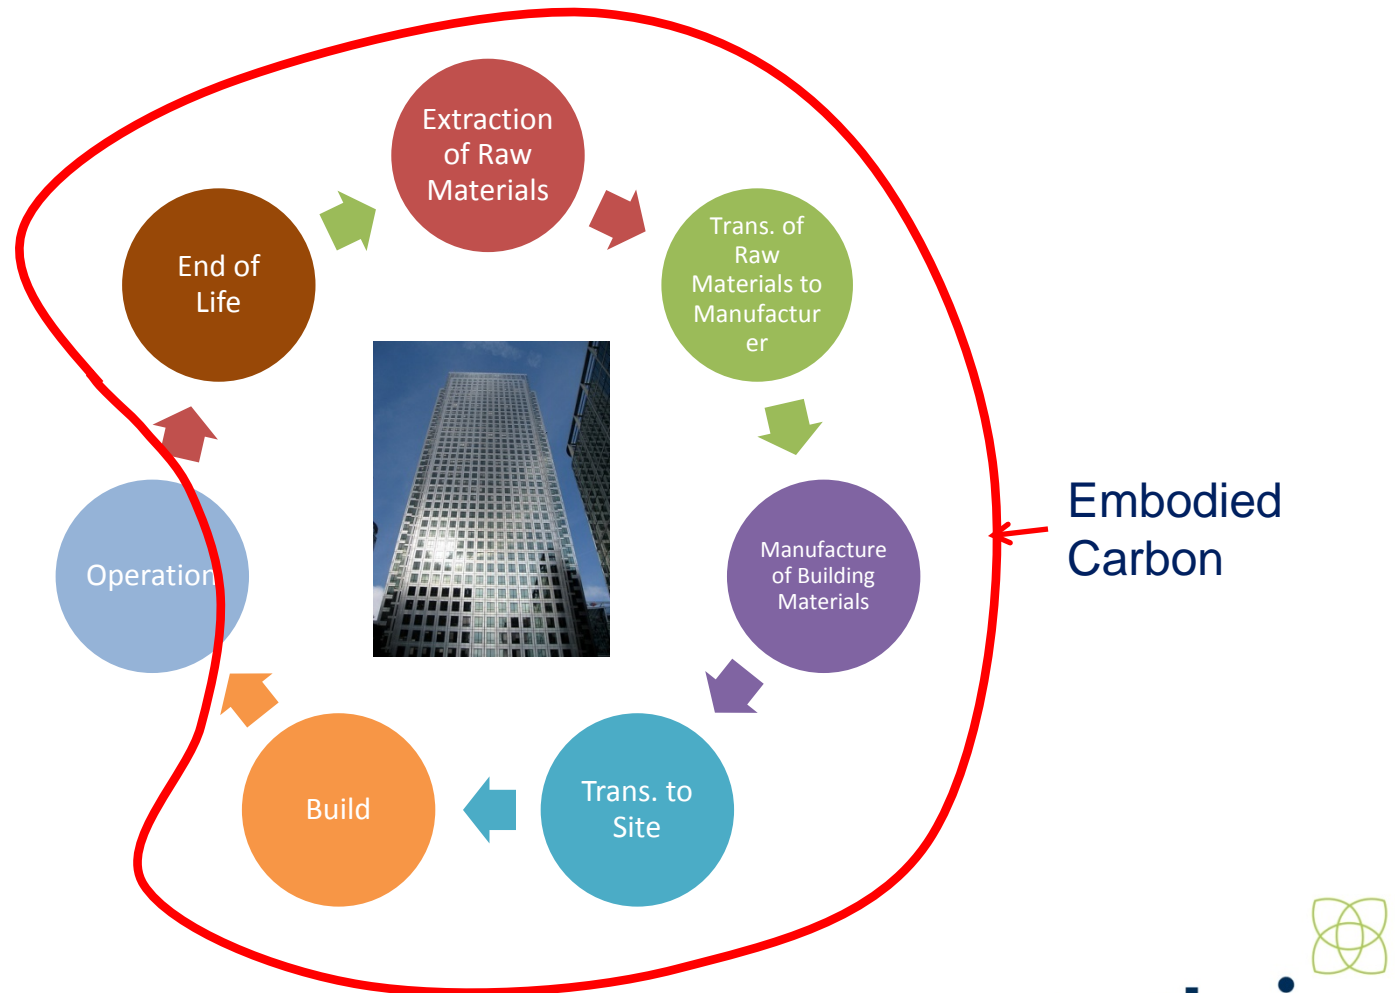 Extraction
of Raw
Materials
Trans. of
Raw
Materials to
Manufactur
er
Manufacture
of Building
Materials
Trans. to
Site
Build
Operation
End of
Life
Embodied
Carbon